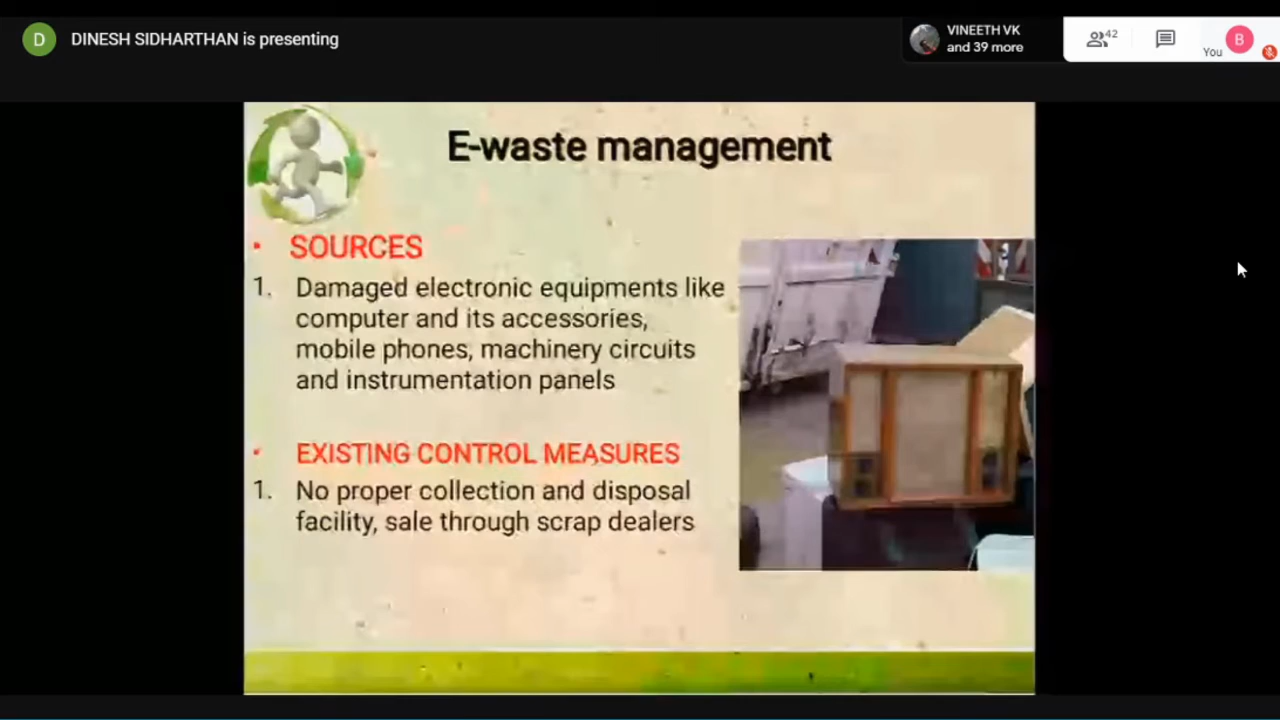 D
DINESH SIDHARTHAN is presenting
VINEETH VK
and 39 more
42
You
B
E-waste management
• SOURCES
1. Damaged electronic equipments like
computer and its accessories,
mobile phones, machinery circuits
and instrumentation panels
• EXISTING CONTROL MEASURES
1. No proper collection and disposal
facility, sale through scrap dealers